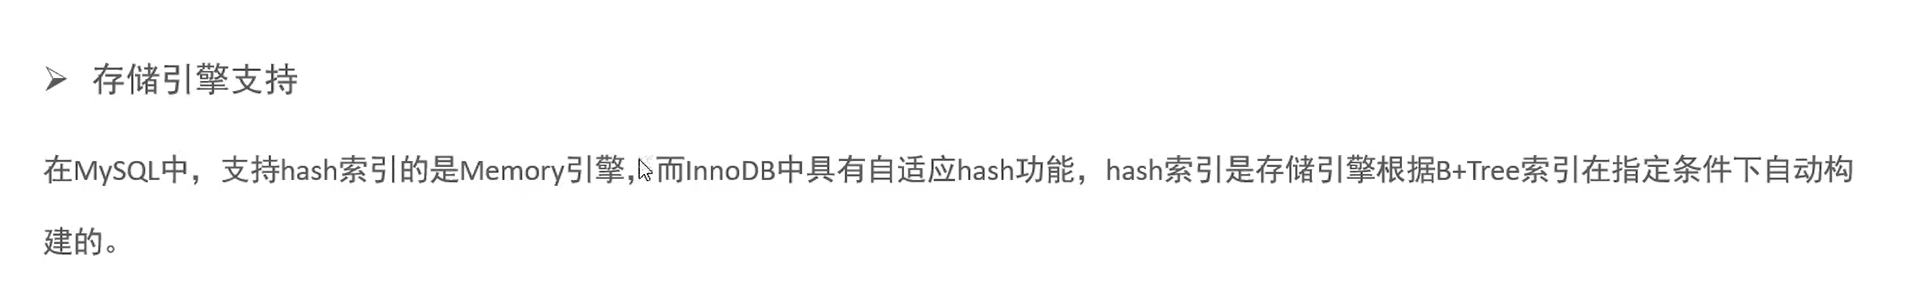 ➢ 存储引擎支持
在MySQL中，支持hash索引的是Memory引擎，而InnoDB中具有自适应hash功能，hash索引是存储引擎根据B+Tree索引在指定条件下自动构
建的。